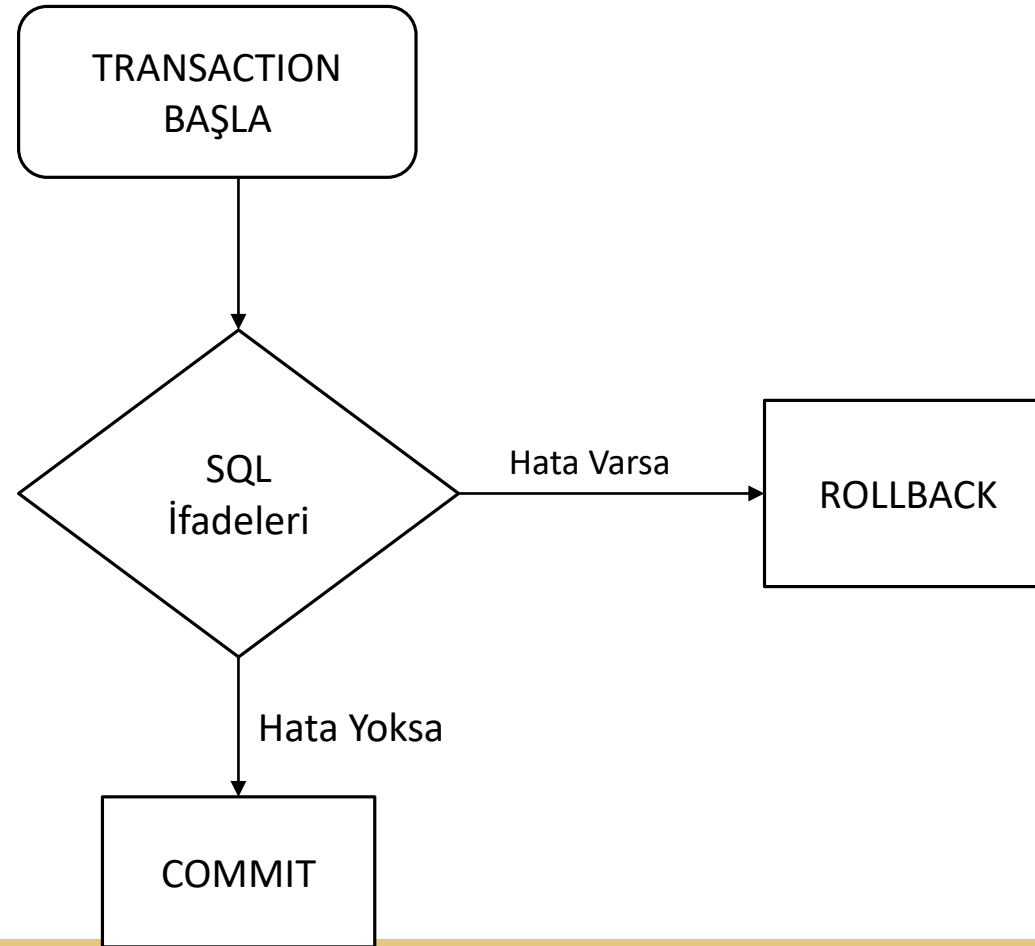 TRANSACTION
BAŞLA
SQL
İfadeleri
Hata Varsa
ROLLBACK
Hata Yoksa
COMMIT